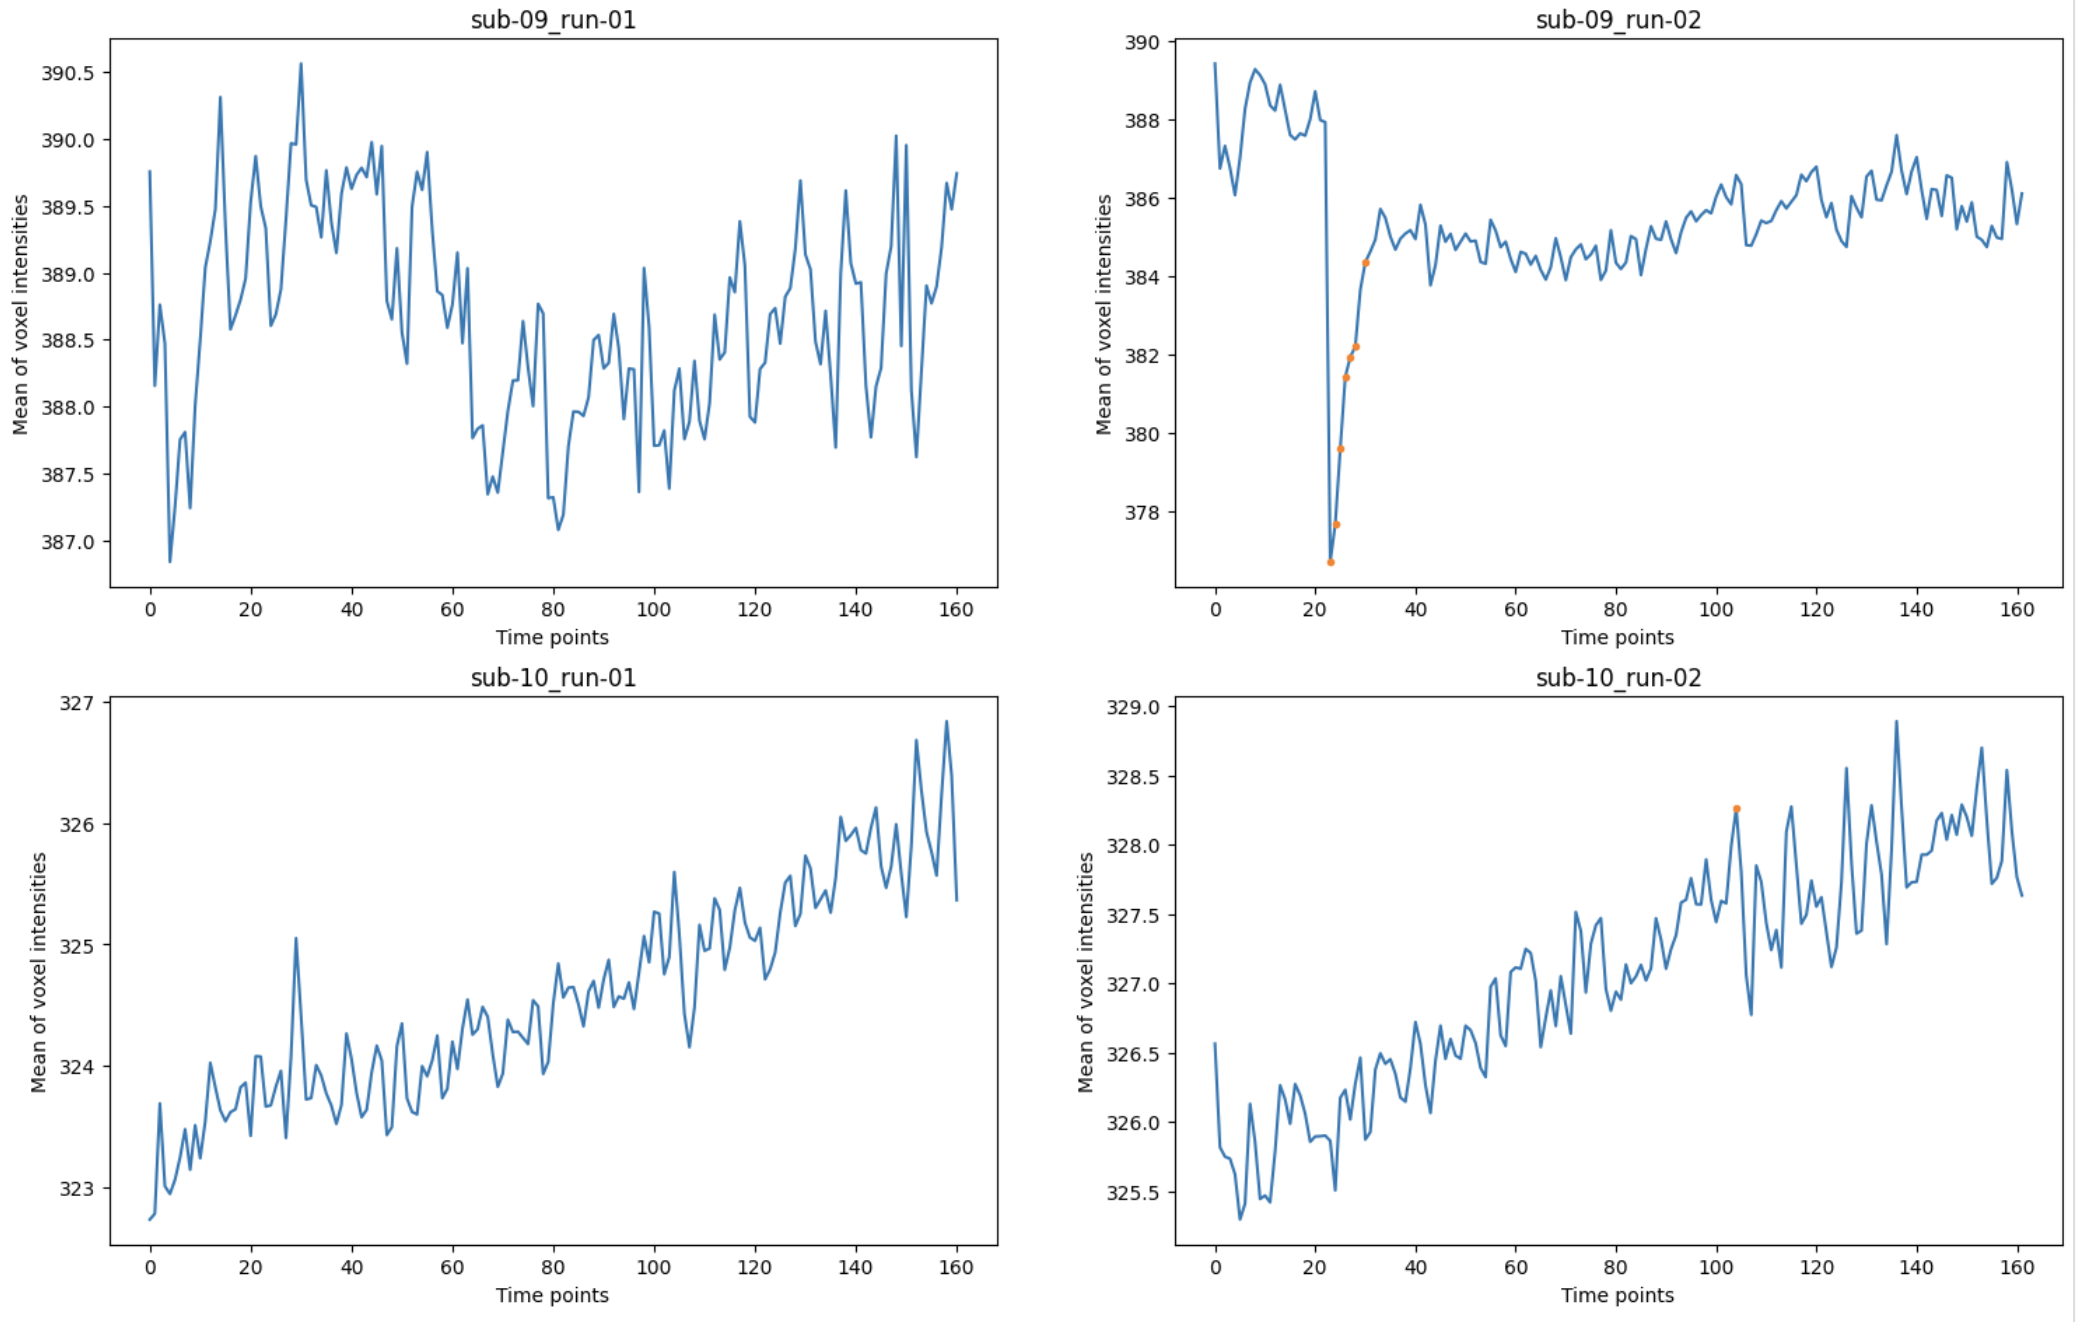 sub-09_run-01
390.5
390.0
389.5
389.0
388.5
388.0
387.5
387.0
Mean of voxel intensities
0 20 40 60 80 100 120 140 160
Time points
sub-09_run-02
390
388
386
384
382
380
378
Mean of voxel intensities
0 20 40 60 80 100 120 140 160
Time points
sub-10_run-01
327
326
325
324
323
Mean of voxel intensities
0 20 40 60 80 100 120 140 160
Time points
sub-10_run-02
329.0
328.5
328.0
327.5
327.0
326.5
326.0
325.5
Mean of voxel intensities
0 20 40 60 80 100 120 140 160
Time points